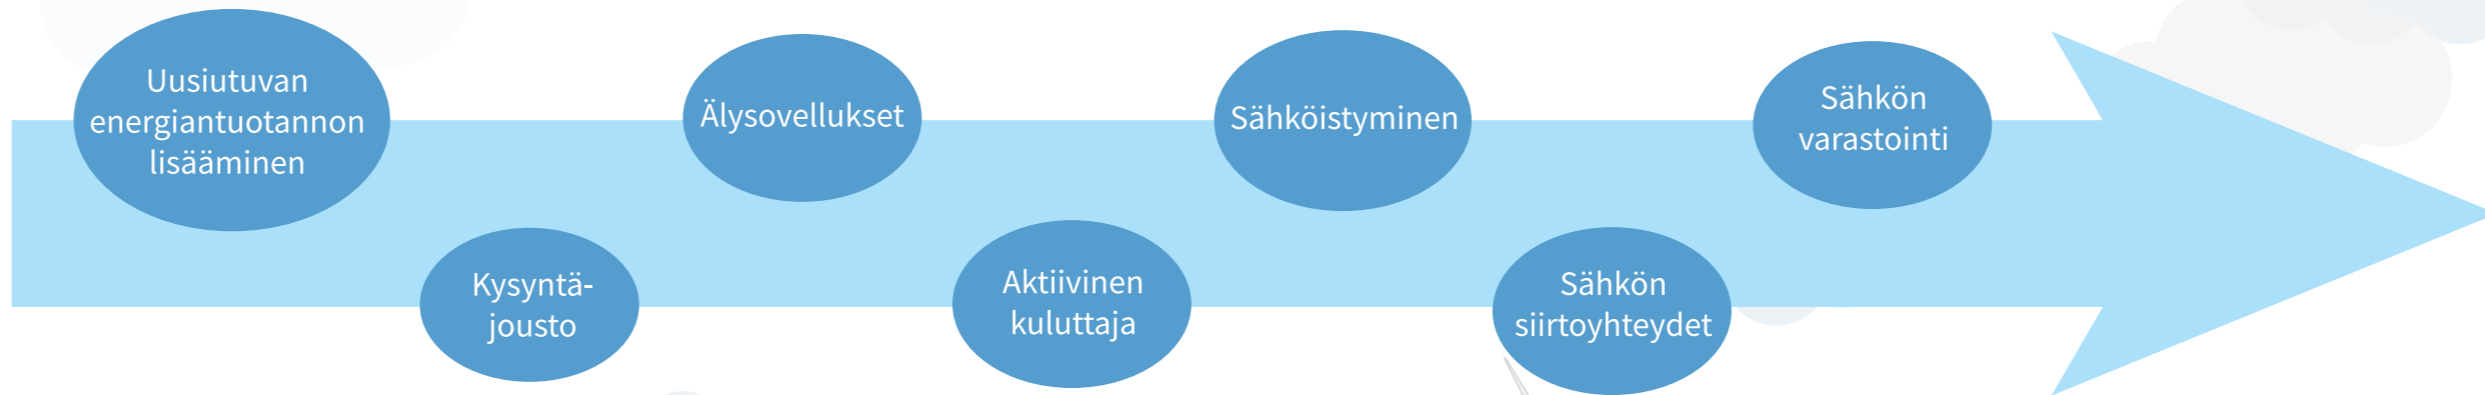 Uusiutuvan
energiantuotannon
lisääminen
Kysyntä-
jousto
Älysovellukset
Aktiivinen
kuluttaja
Sähköistyminen
Sähkön
siirtoyhteydet
Sähkön
varastointi